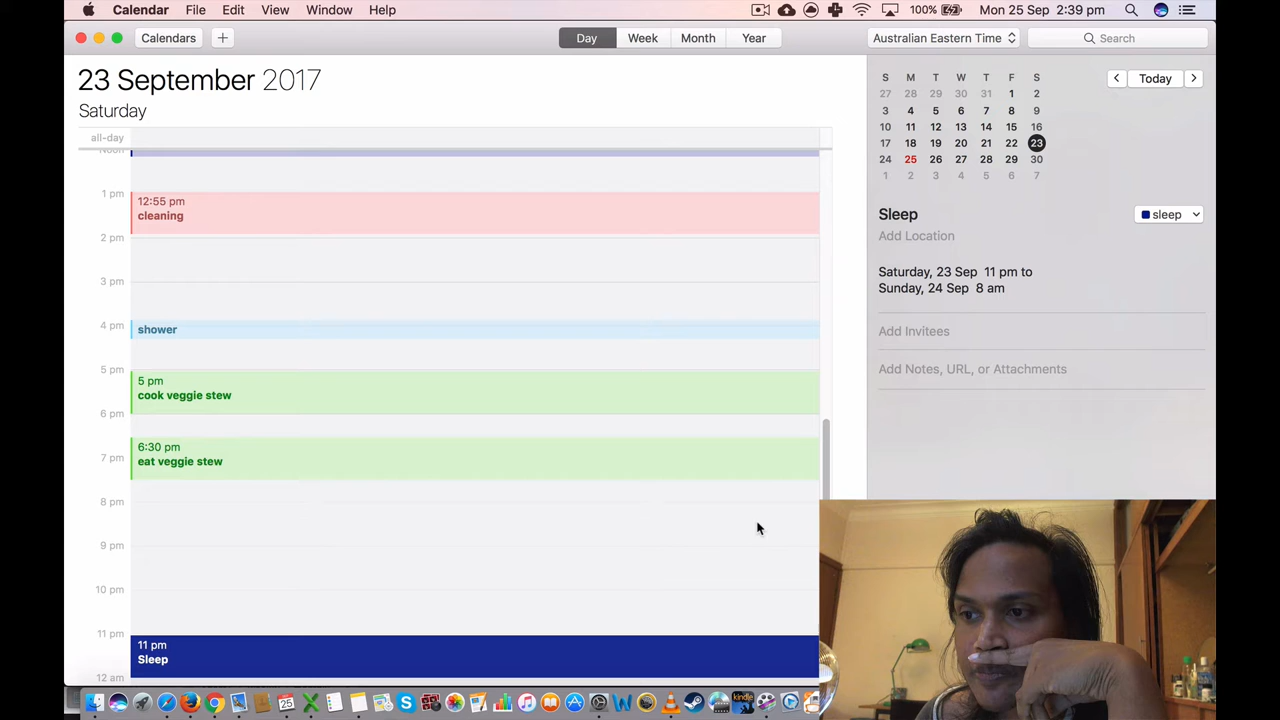 Calendar File Edit View Window Help 100% Mon 25 Sep 2:39 pm
Calendars + Day Week Month Year Australian Eastern Time Search
23 September 2017
Saturday
all-day
Noon
1 pm
12:55 pm
cleaning
2 pm
3 pm
4 pm
shower
5 pm
5 pm
cook veggie stew
6 pm
6:30 pm
eat veggie stew
7 pm
8 pm
9 pm
10 pm
11 pm
11 pm
Sleep
12 am
S M T W T F S
27 28 29 30 31 1 2
3 4 5 6 7 8 9
10 11 12 13 14 15 16
17 18 19 20 21 22 23
24 25 26 27 28 29 30
1 2 3 4 5 6 7
< Today >
Sleep
sleep
Add Location
Saturday, 23 Sep 11 pm to
Sunday, 24 Sep 8 am
Add Invitees
Add Notes, URL, or Attachments
25
kindle